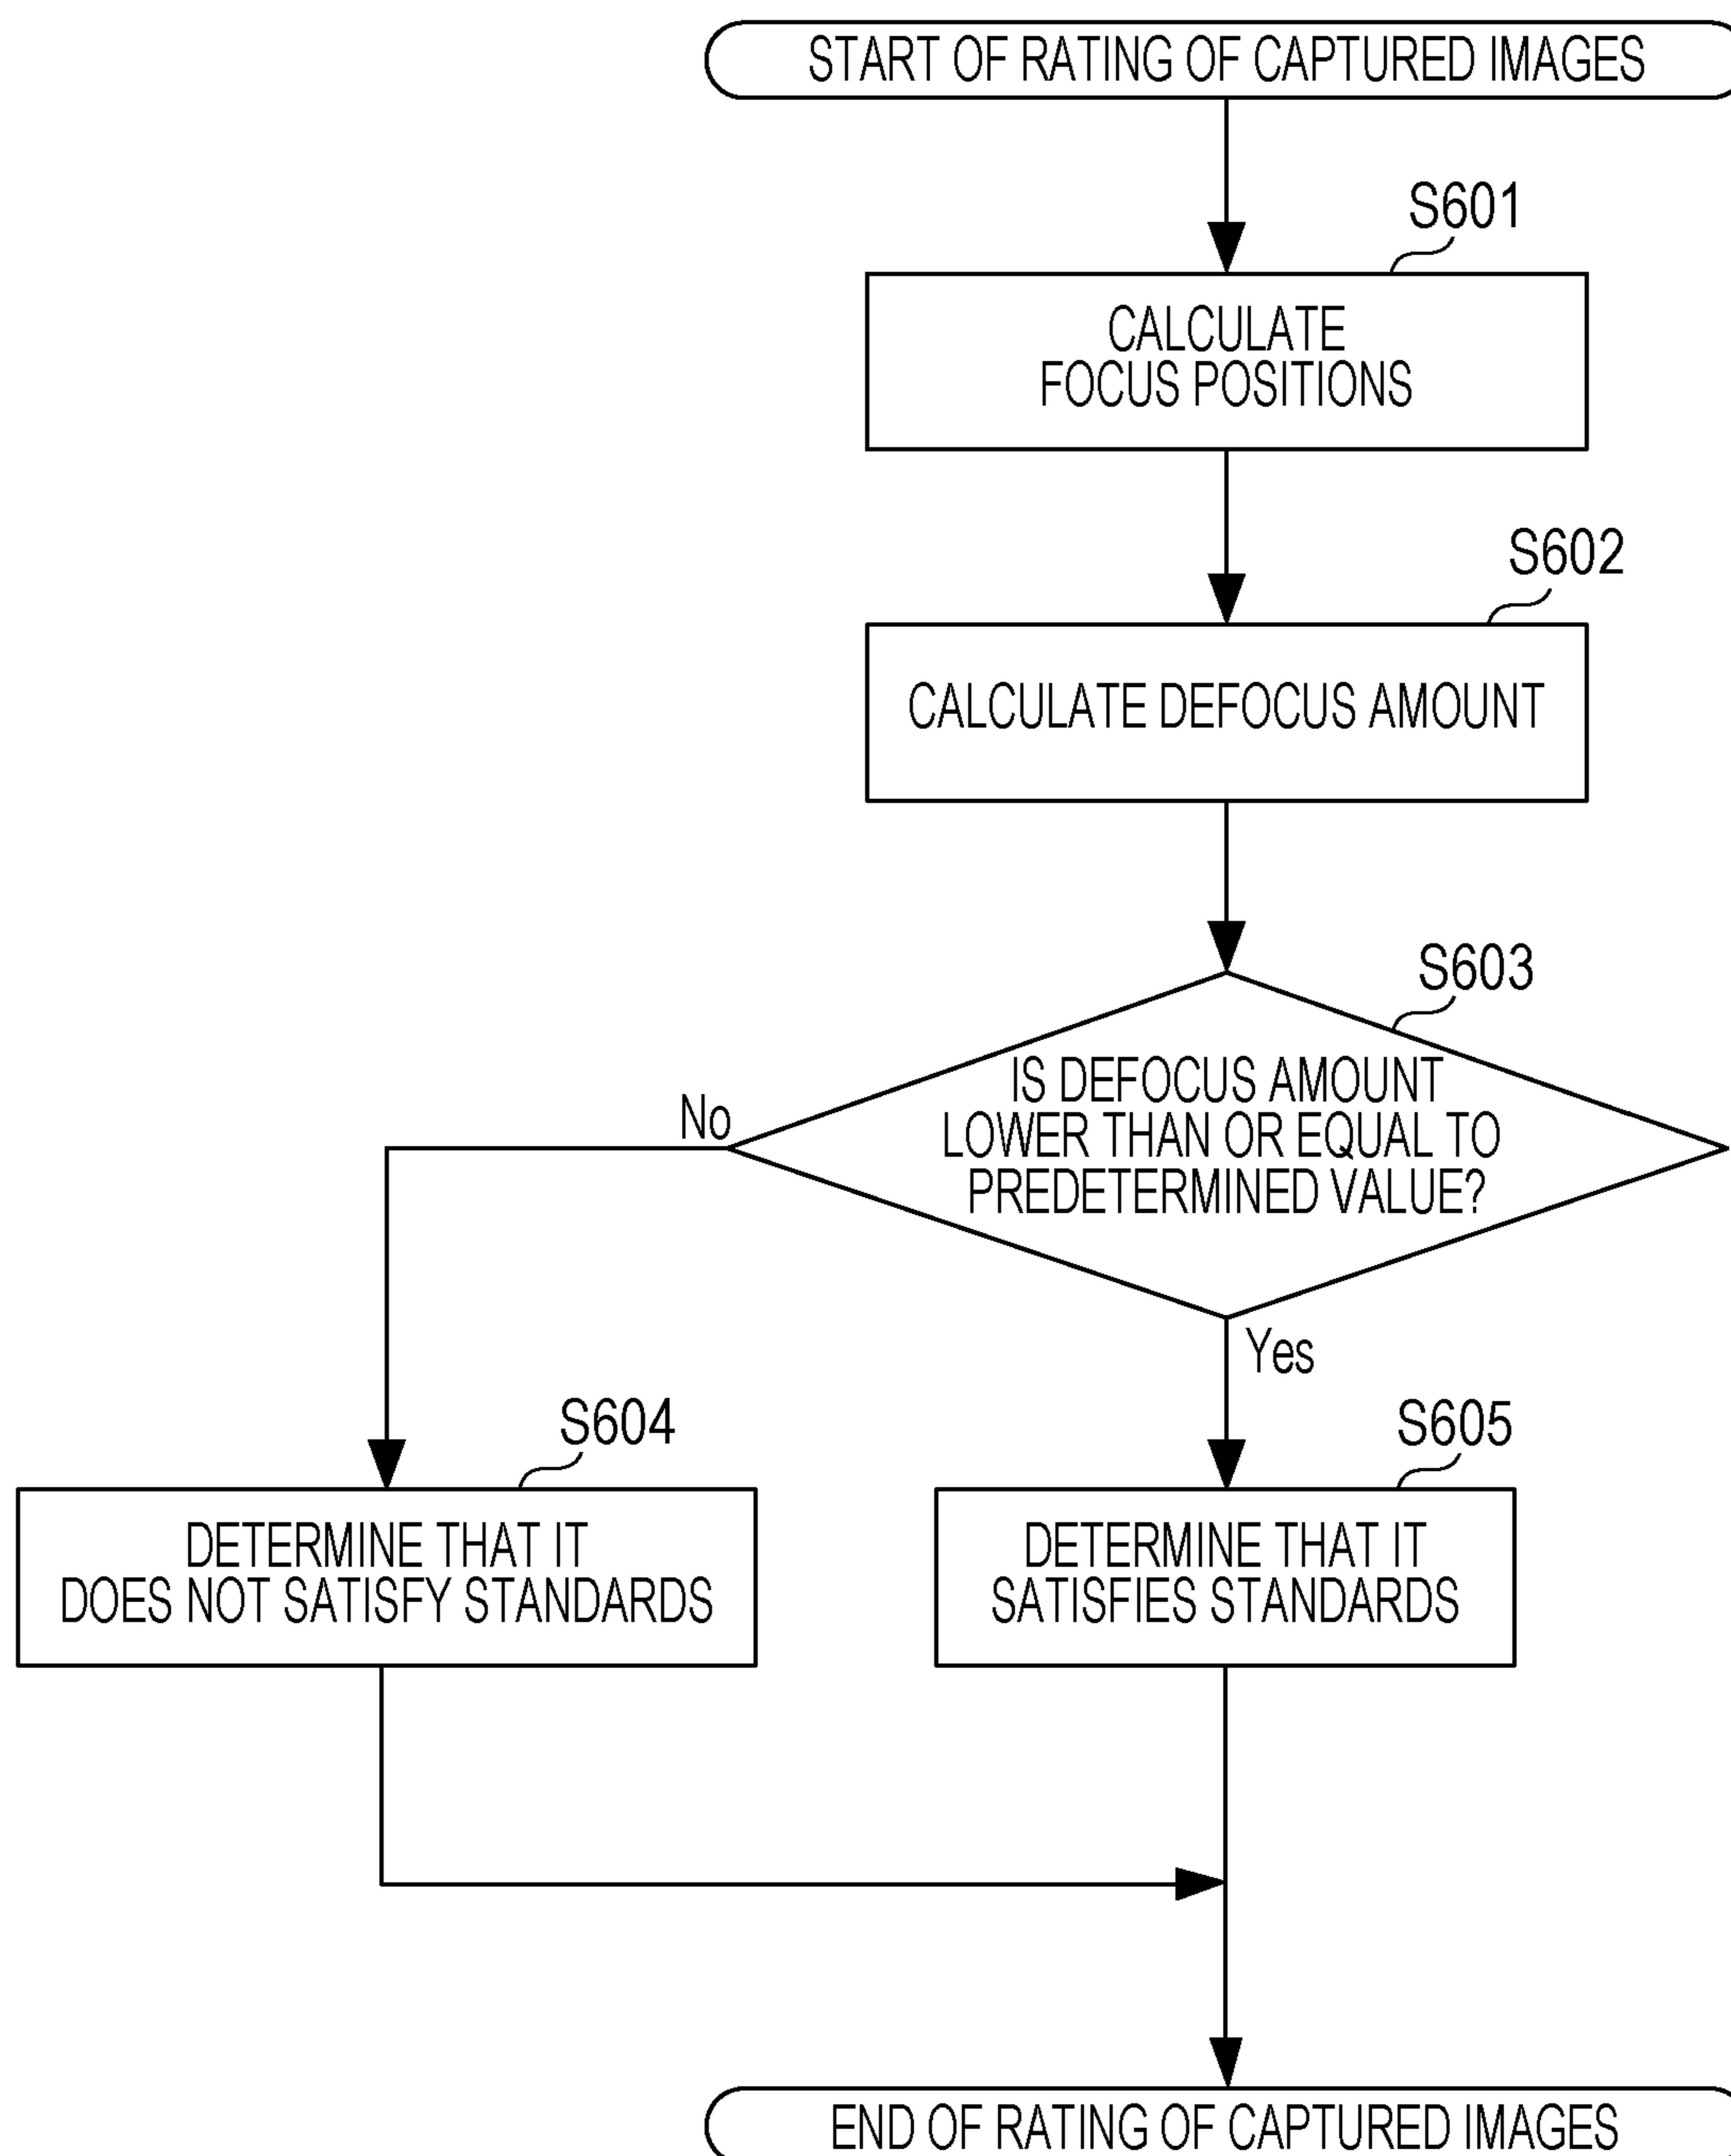 START OF RATING OF CAPTURED IMAGES
S601
CALCULATE
FOCUS POSITIONS
S602
CALCULATE DEFOCUS AMOUNT
S603
IS DEFOCUS AMOUNT
LOWER THAN OR EQUAL TO
PREDETERMINED VALUE?
No
Yes
S604
DETERMINE THAT IT
DOES NOT SATISFY STANDARDS
S605
DETERMINE THAT IT
SATISFIES STANDARDS
END OF RATING OF CAPTURED IMAGES